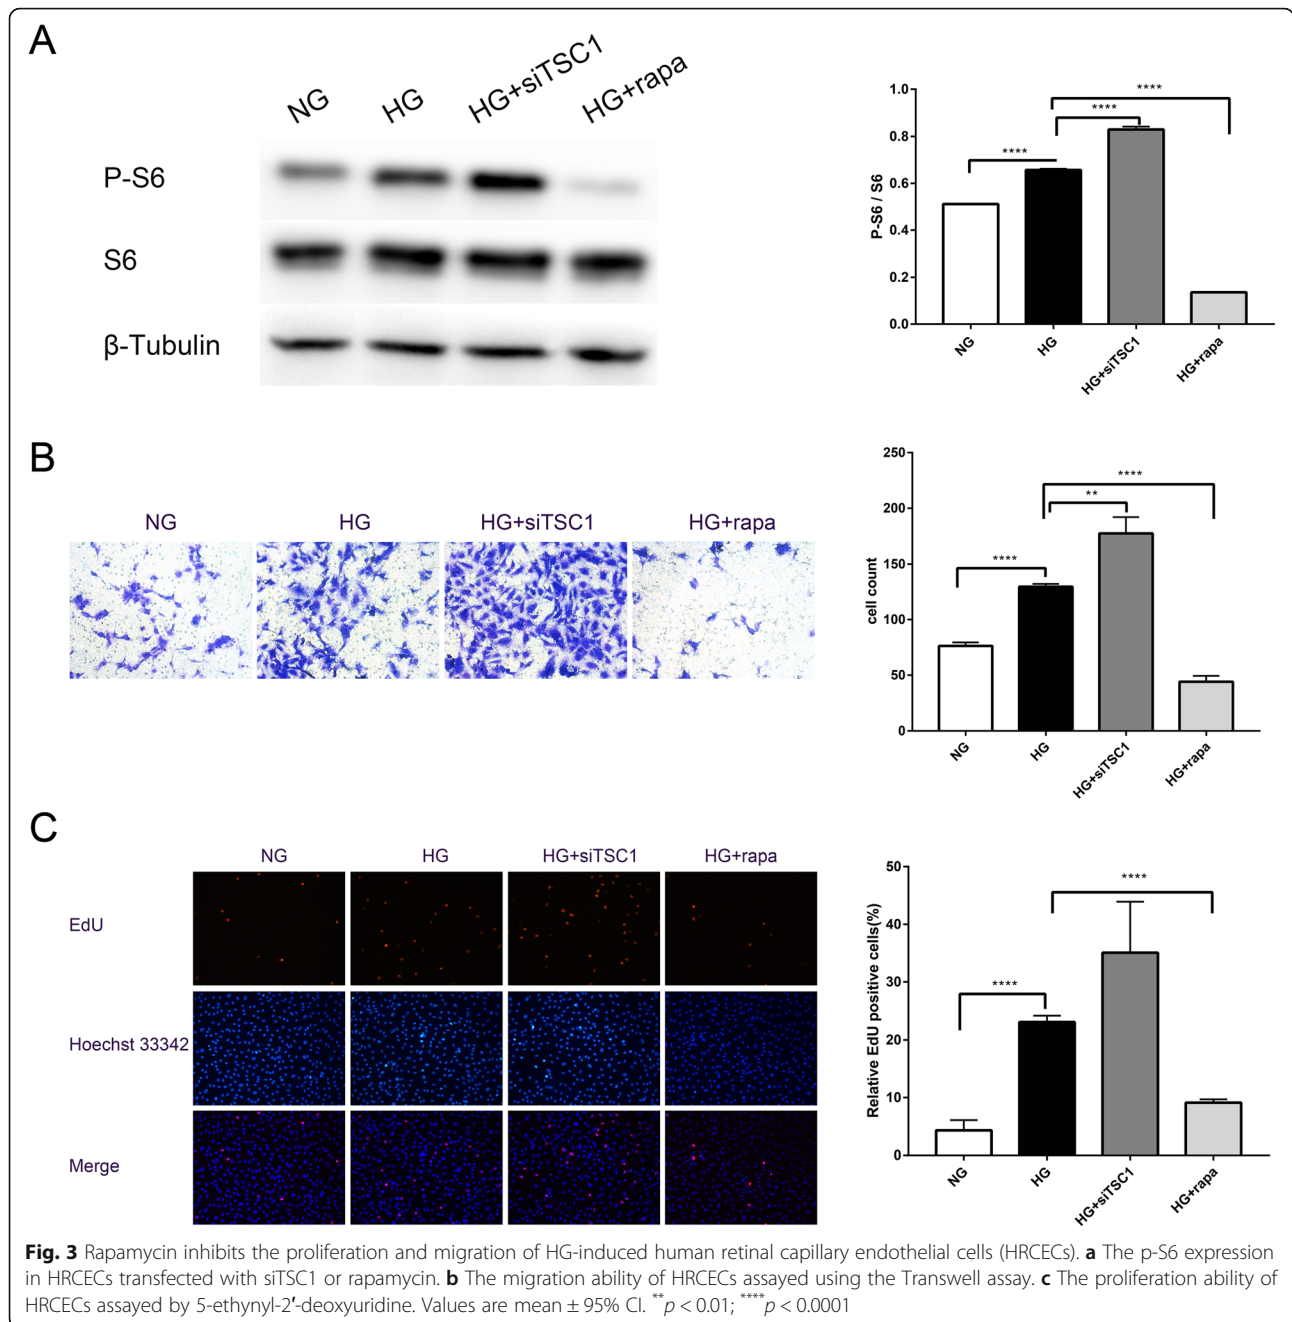 A
NG HG HG+siTSC1 HG+rapa
P-S6
S6
β-Tubulin
P-S6 / S6
1.0
0.8
0.6
0.4
0.2
0.0
****
****
****
NG HG HG+siTSC1 HG+rapa
B
NG HG HG+siTSC1 HG+rapa
cell count
250
200
150
100
50
0
****
**
****
NG HG HG+siTSC1 HG+rapa
C
NG HG HG+siTSC1 HG+rapa
EdU
Hoechst 33342
Merge
Relative EdU positive cells(%)
50
40
30
20
10
0
****
****
NG HG HG+siTSC1 HG+rapa
Fig. 3 Rapamycin inhibits the proliferation and migration of HG-induced human retinal capillary endothelial cells (HRCECs). a The p-S6 expression
in HRCECs transfected with siTSC1 or rapamycin. b The migration ability of HRCECs assayed using the Transwell assay. c The proliferation ability of
HRCECs assayed by 5-ethynyl-2′-deoxyuridine. Values are mean ± 95% CI. **p < 0.01; ****p < 0.0001